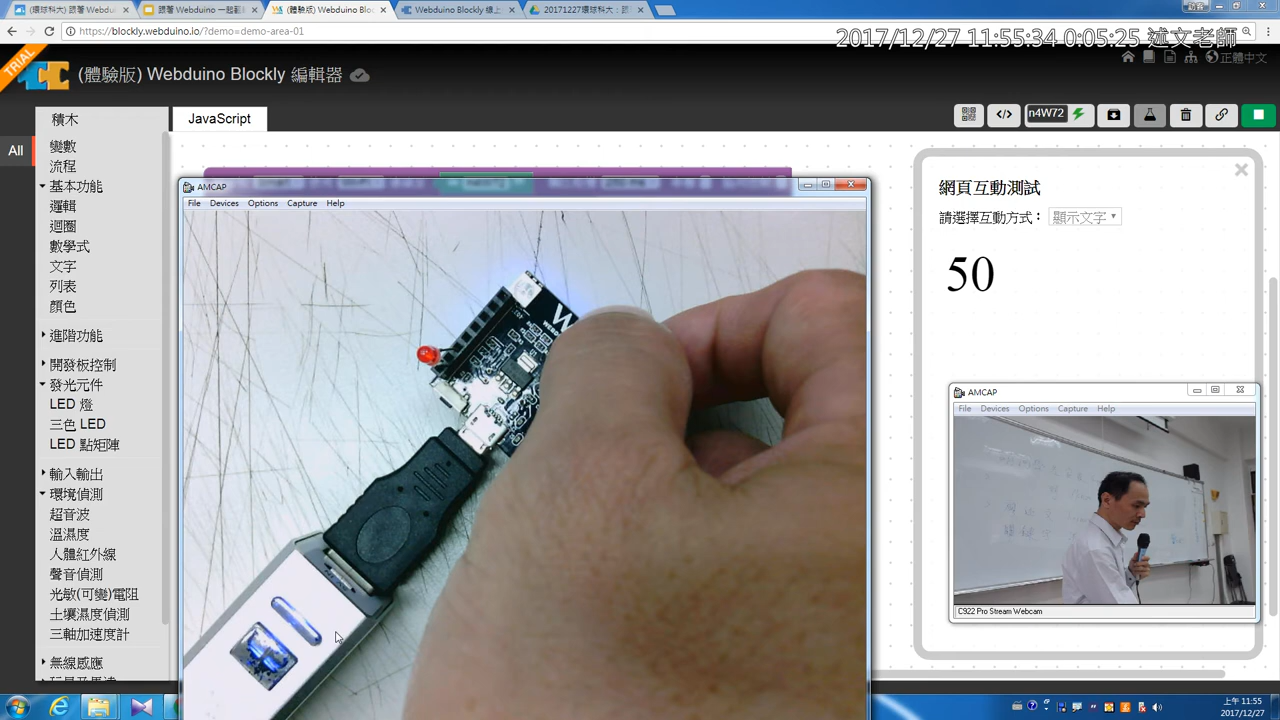 (環球科大) 跟著 Webdui
跟著 Webduino 一起翻
(體驗版) Webduino Bloc
Webduino Blockly 線上
20171227環球科大：跟
https://blockly.webduino.io/?demo=demo-area-01
2017/12/27 11:55:34 0:05:25 述文老師
TRIAL
(體驗版) Webduino Blockly 編輯器
正體中文
積木
JavaScript
n4W72
All
變數
流程
基本功能
邏輯
迴圈
數學式
文字
列表
顏色
進階功能
開發板控制
發光元件
LED 燈
三色 LED
LED 點矩陣
輸入輸出
環境偵測
超音波
溫濕度
人體紅外線
聲音偵測
光敏(可變)電阻
土壤濕度偵測
三軸加速度計
無線感應
AMCAP
File Devices Options Capture Help
網頁互動測試
請選擇互動方式：
顯示文字
50
AMCAP
File Devices Options Capture Help
C922 Pro Stream Webcam
上午 11:55
2017/12/27